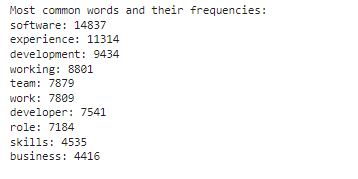 Most common words and their frequencies:
software: 14837
experience: 11314
development: 9434
working: 8801
team: 7879
work: 7809
developer: 7541
role: 7184
skills: 4535
business: 4416